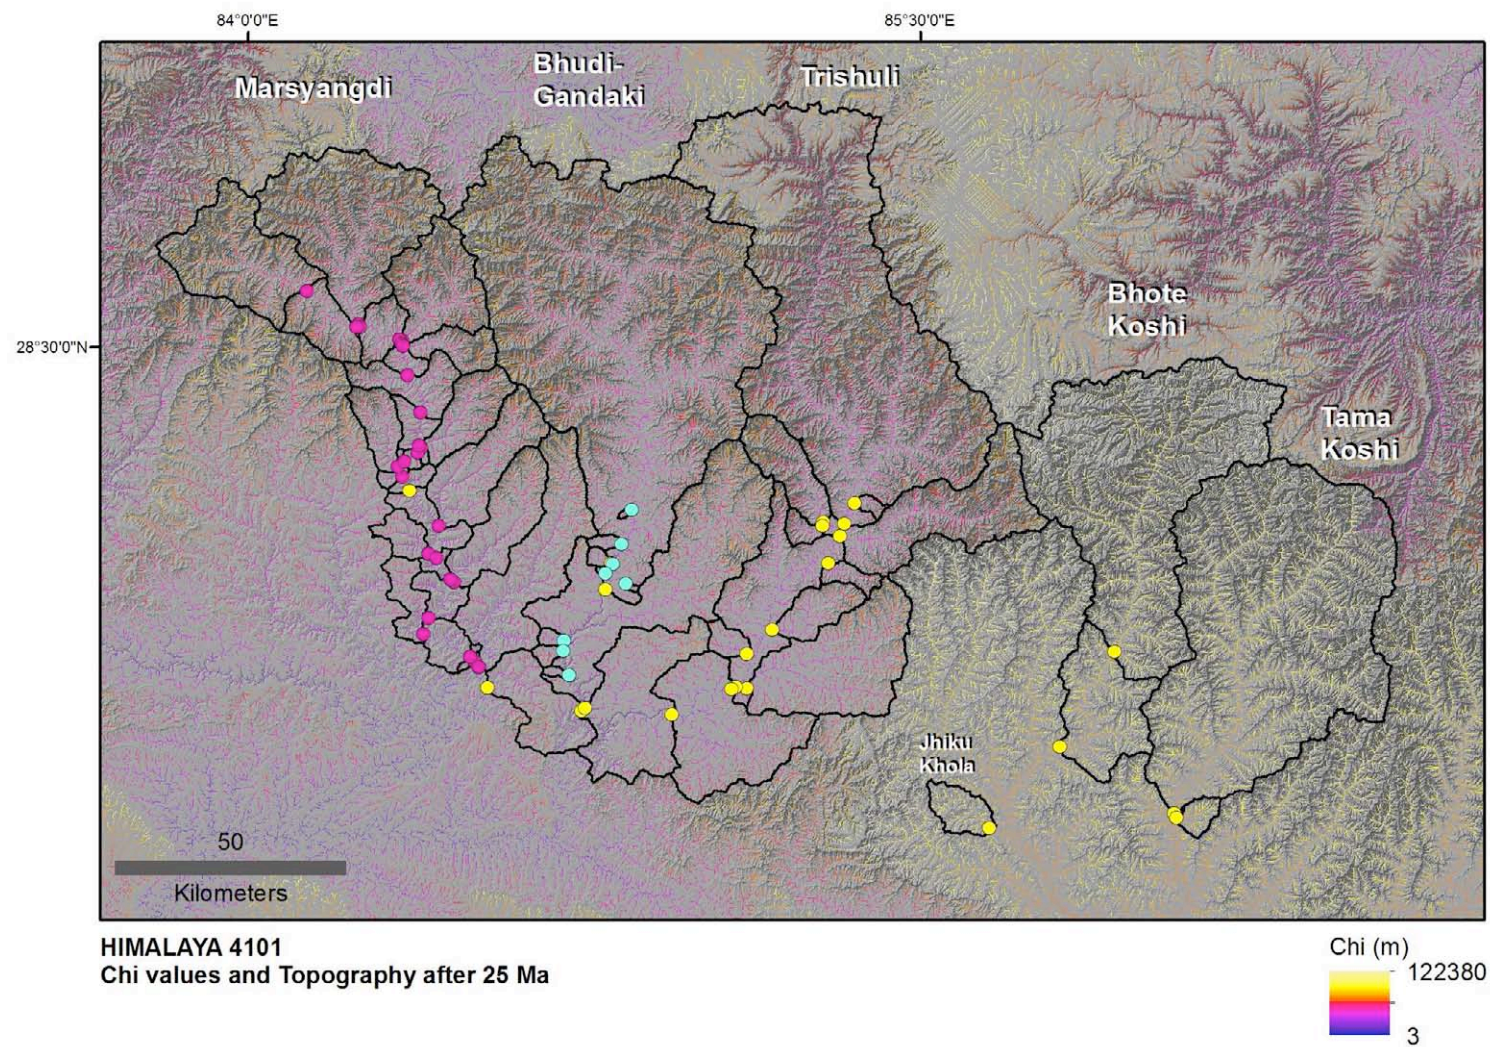 84°0'0"E
85°30'0"E
Marsyangdi
Bhudi-
Gandaki
Trishuli
Bhote
Koshi
28°30'0"N
Tama
Koshi
Jhiku
Khola
50
Kilometers
HIMALAYA 4101
Chi values and Topography after 25 Ma
Chi (m)
122380
3